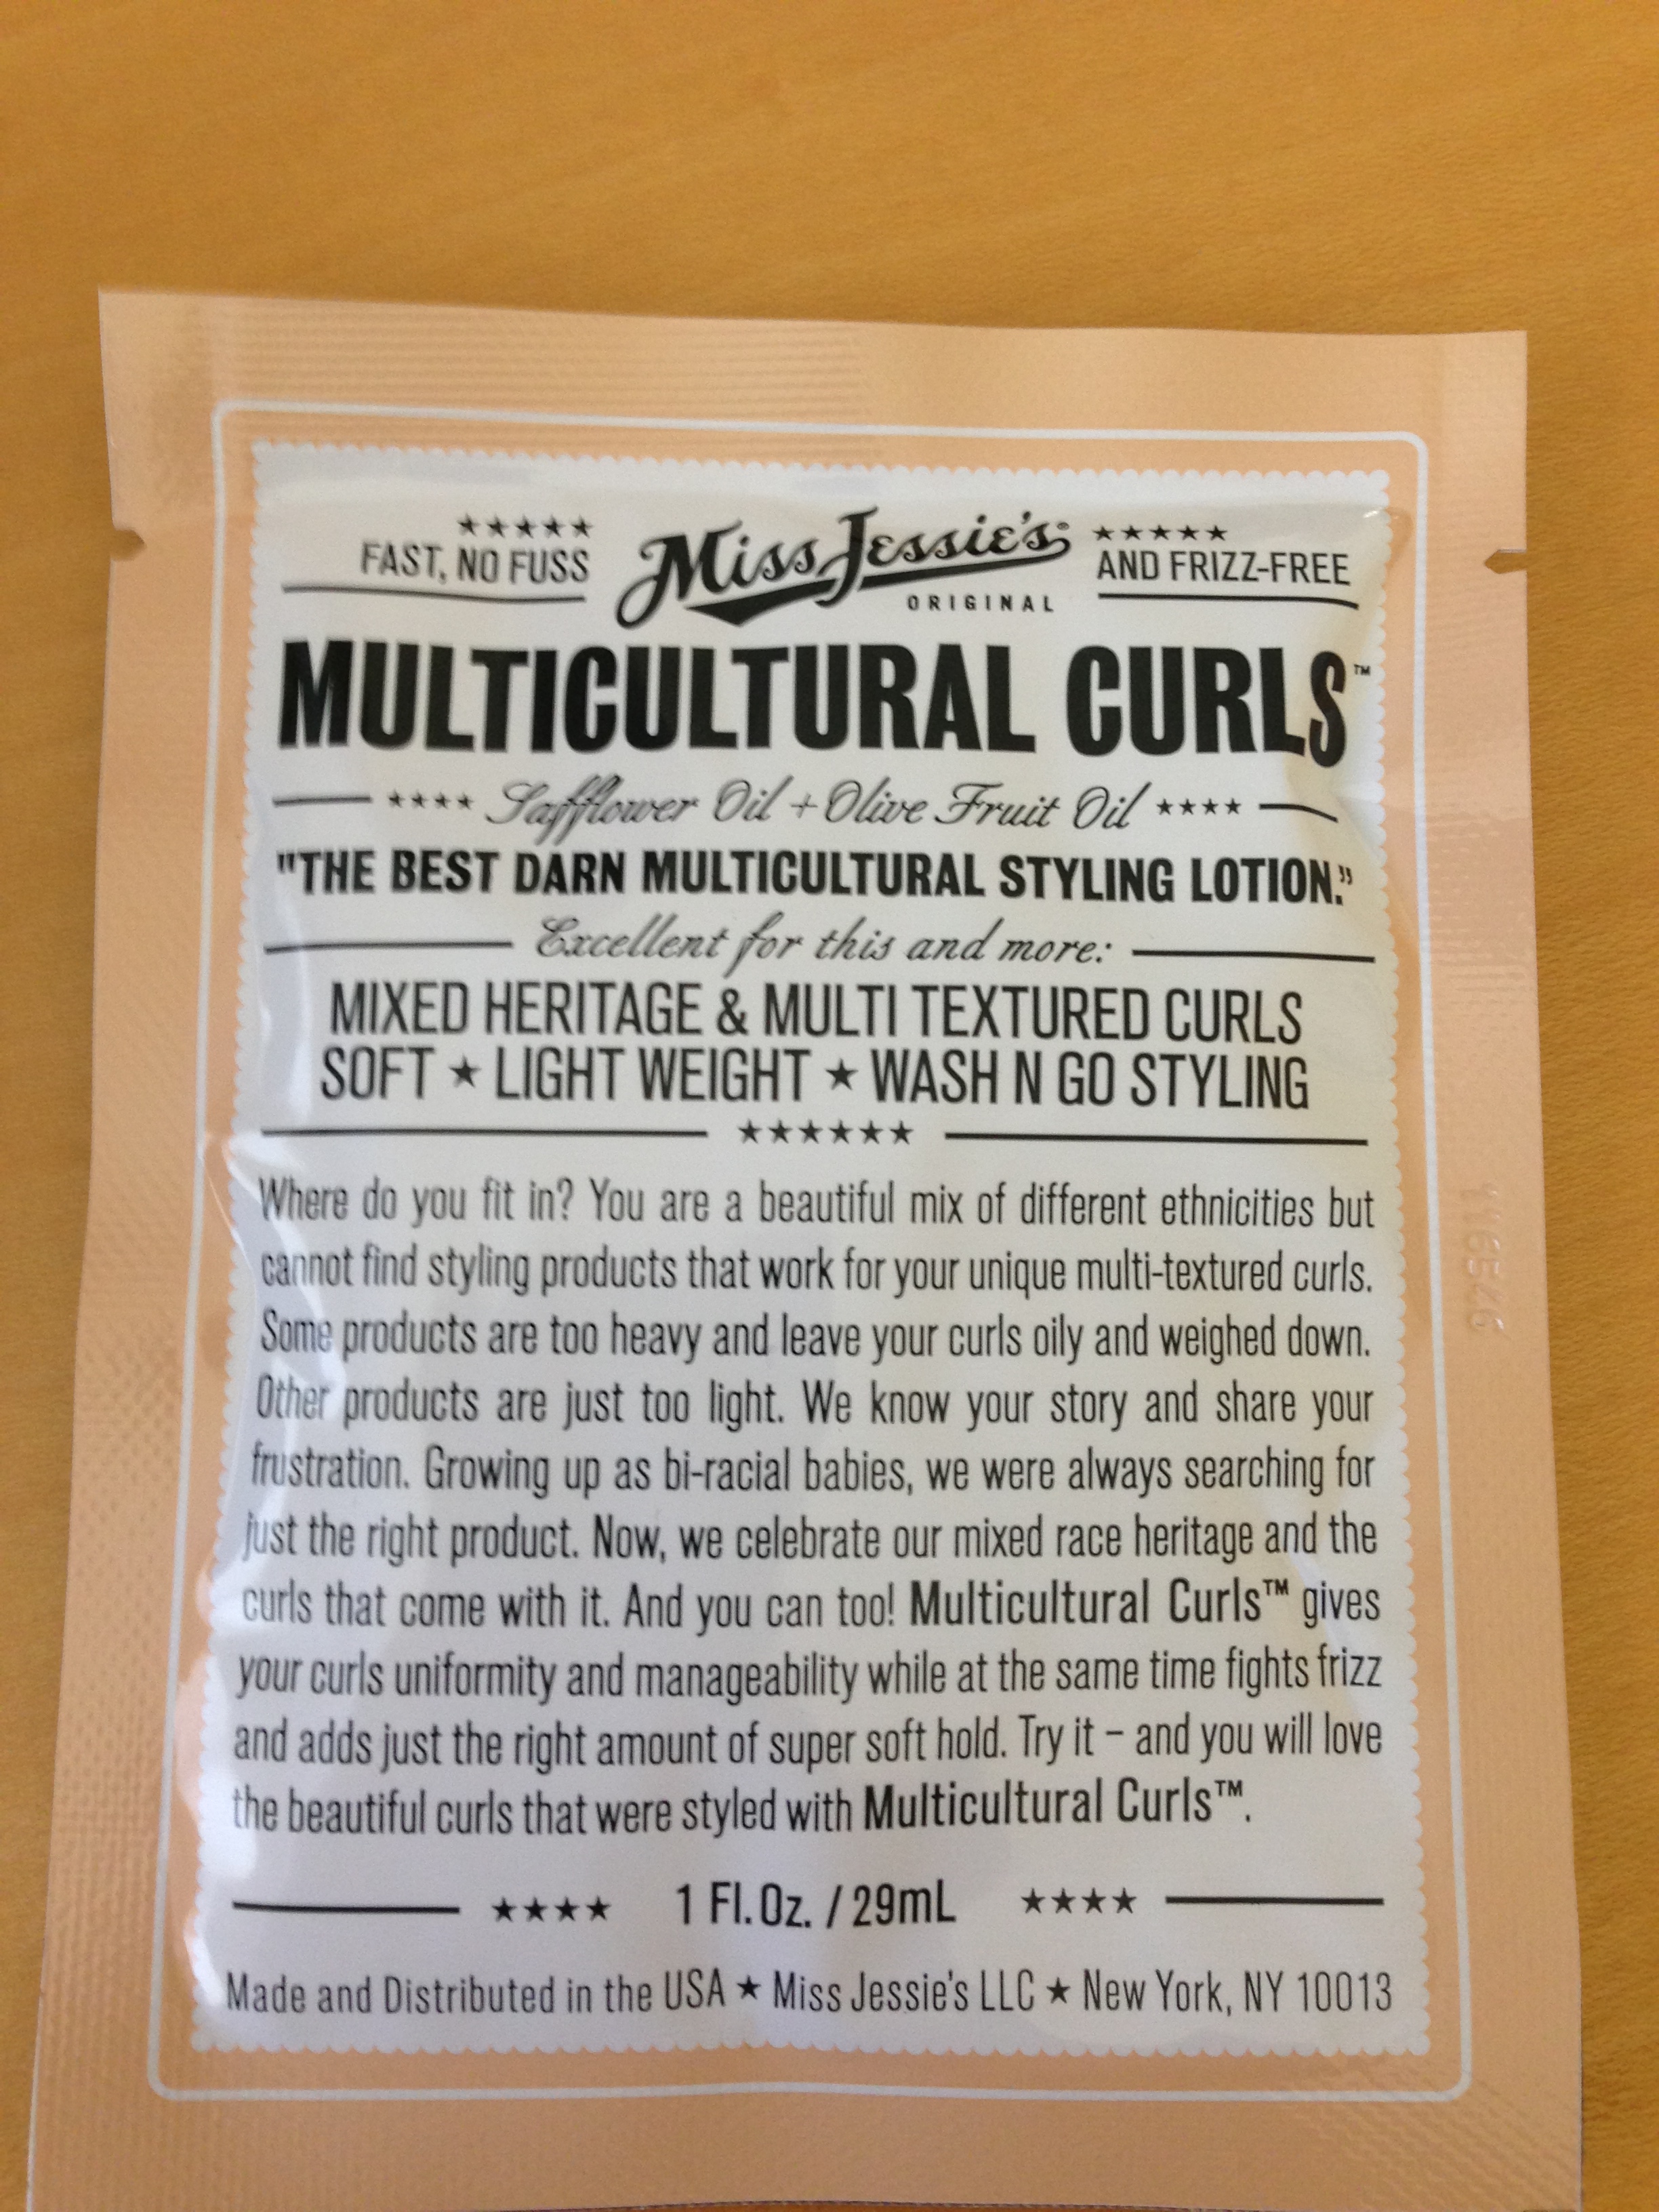 ★★★★★ Miss Jessie's® ★★★★★
FAST, NO FUSS ORIGINAL AND FRIZZ-FREE
MULTICULTURAL CURLS™
★★★★ Safflower Oil + Olive Fruit Oil ★★★★
"THE BEST DARN MULTICULTURAL STYLING LOTION."
Excellent for this and more:
MIXED HERITAGE & MULTI TEXTURED CURLS
SOFT ★ LIGHT WEIGHT ★ WASH N GO STYLING
★★★★★★
Where do you fit in? You are a beautiful mix of different ethnicities but
cannot find styling products that work for your unique multi-textured curls.
Some products are too heavy and leave your curls oily and weighed down.
Other products are just too light. We know your story and share your
frustration. Growing up as bi-racial babies, we were always searching for
just the right product. Now, we celebrate our mixed race heritage and the
curls that come with it. And you can too! Multicultural Curls™ gives
your curls uniformity and manageability while at the same time fights frizz
and adds just the right amount of super soft hold. Try it – and you will love
the beautiful curls that were styled with Multicultural Curls™.
★★★★ 1 Fl.Oz. / 29mL ★★★★
Made and Distributed in the USA ★ Miss Jessie's LLC ★ New York, NY 10013